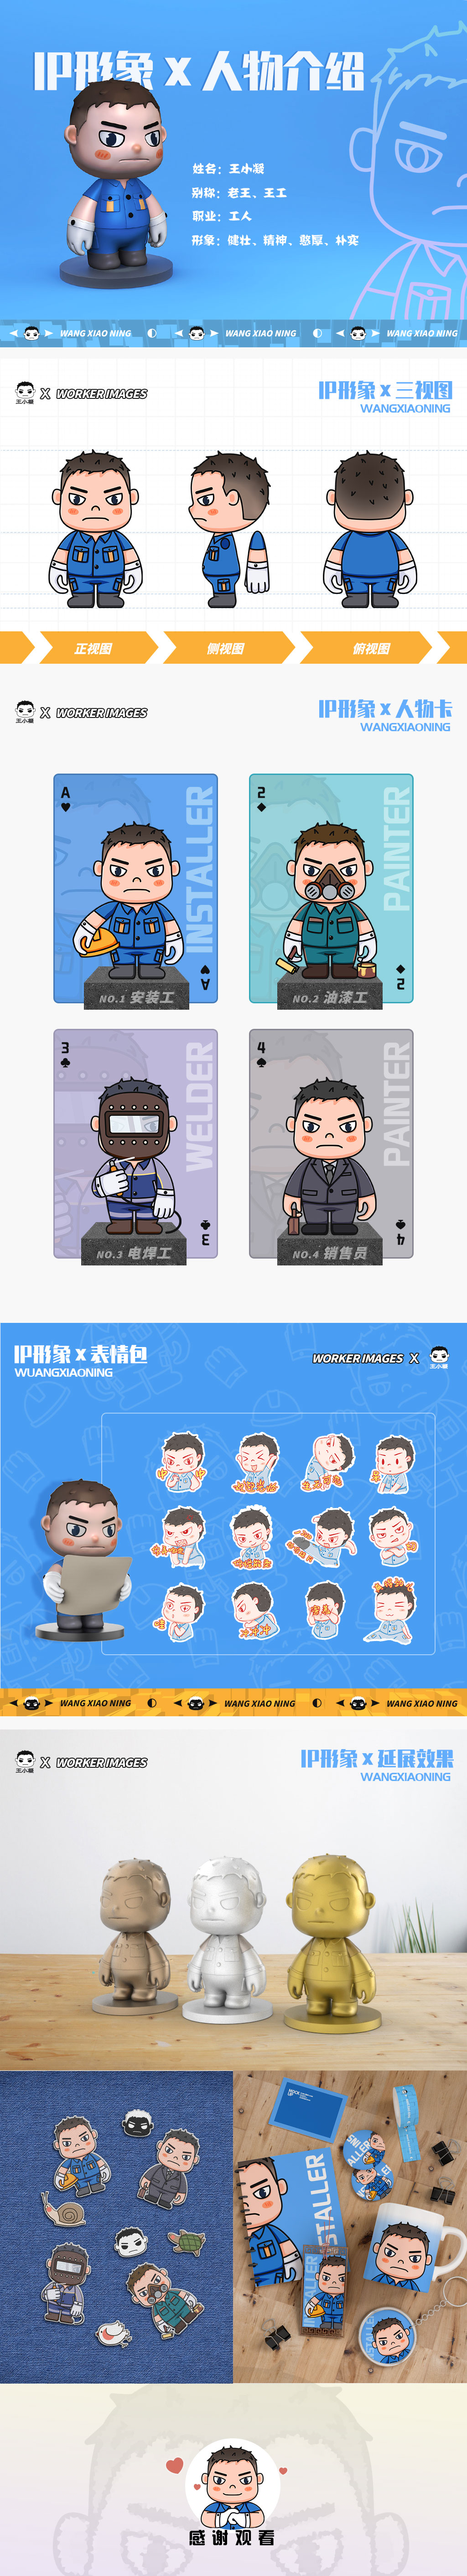 IP形象 x 人物介绍
姓名：王小凝
别称：老王、王工
职业：工人
形象：健壮、精神、憨厚、朴实
WANG XIAO NING
WANG XIAO NING
WANG XIAO NING
王小凝
X WORKER IMAGES
IP形象 x 三视图
WANGXIAONING
正视图
侧视图
俯视图
王小凝
X WORKER IMAGES
IP形象 x 人物卡
WANGXIAONING
A
INSTALLER
NO.1 安装工
A
2
PAINTER
NO.2 油漆工
2
3
WELDER
NO.3 电焊工
3
4
PAINTER
NO.4 销售员
4
IP形象 x 表情包
WUANGXIAONING
WORKER IMAGES X
王小凝
冲冲冲
WANG XIAO NING
WANG XIAO NING
WANG XIAO NING
王小凝
X WORKER IMAGES
IP形象 x 延展效果
WANGXIAONING
INSTALLER
感谢观看